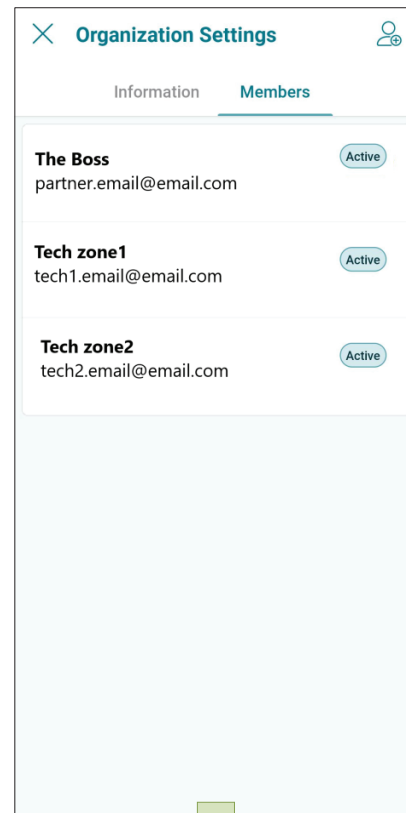 Organization Settings
Information Members
The Boss
Active
partner.email@email.com
Tech zone1
Active
tech1.email@email.com
Tech zone2
Active
tech2.email@email.com